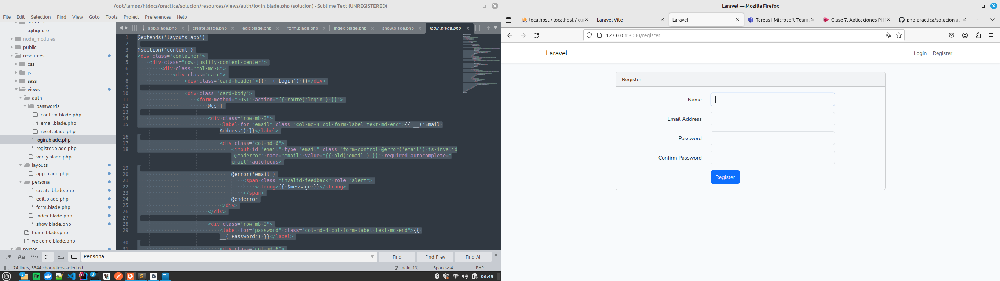 /opt/lampp/htdocs/practica/solucion/resources/views/auth/login.blade.php (solucion) - Sublime Text (UNREGISTERED)
File Edit Selection Find View Goto Tools Project Preferences Help
seeders
.gitignore
node_modules
public
resources
css
js
sass
views
auth
passwords
confirm.blade.php
email.blade.php
reset.blade.php
login.blade.php
register.blade.php
verify.blade.php
layouts
app.blade.php
persona
create.blade.php
edit.blade.php
form.blade.php
index.blade.php
show.blade.php
home.blade.php
welcome.blade.php
routes
app.blade.php create.blade.php edit.blade.php form.blade.php index.blade.php show.blade.php login.blade.php
1 @extends('layouts.app')
2
3 @section('content')
4 <div class="container">
5 <div class="row justify-content-center">
6 <div class="col-md-8">
7 <div class="card">
8 <div class="card-header">{{ __('Login') }}</div>
9
10 <div class="card-body">
11 <form method="POST" action="{{ route('login') }}">
12 @csrf
13
14 <div class="row mb-3">
15 <label for="email" class="col-md-4 col-form-label text-md-end">{{ __('Email
Address') }}</label>
16
17 <div class="col-md-6">
18 <input id="email" type="email" class="form-control @error('email') is-invalid
@enderror" name="email" value="{{ old('email') }}" required autocomplete="
email" autofocus>
19
20 @error('email')
21 <span class="invalid-feedback" role="alert">
22 <strong>{{ $message }}</strong>
23 </span>
24 @enderror
25 </div>
26 </div>
27
28 <div class="row mb-3">
29 <label for="password" class="col-md-4 col-form-label text-md-end">{{
__('Password') }}</label>
30
31 <div class="col-md-6">
.* Aa “” Persona Find Find Prev Find All
74 lines, 3344 characters selected main 13 Spaces: 4 PHP
2 3 06:49
Laravel — Mozilla Firefox
localhost / localhost / cu Laravel Vite Laravel Tareas | Microsoft Teams Clase 7. Aplicaciones PH php-practica/solucion at
127.0.0.1:8000/register
Laravel Login Register
Register
Name
Email Address
Password
Confirm Password
Register